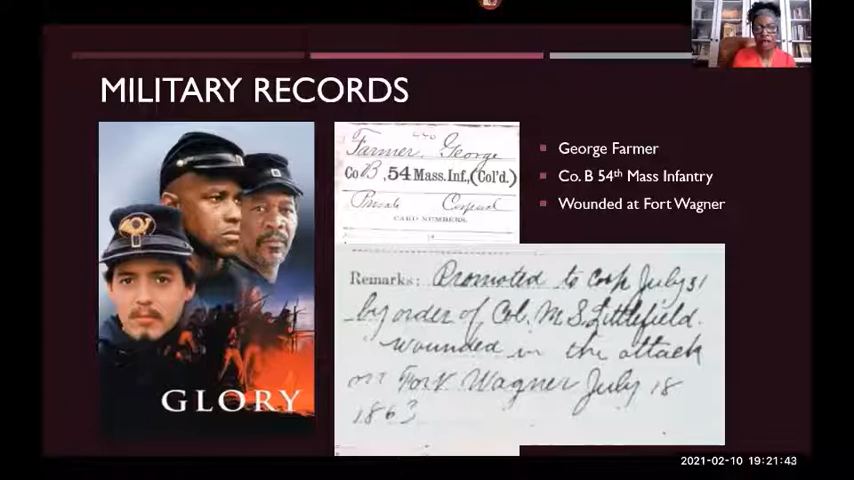 MILITARY RECORDS
GLORY
Farmer, George
Co B, 54 Mass. Inf., (Col'd.)
Private Corporal
CARD NUMBERS.
George Farmer
Co. B 54th Mass Infantry
Wounded at Fort Wagner
Remarks: Promoted to Corp July 31
by order of Col. M S Littlefield.
wounded in the attack
on Fort Wagner July 18
1863
2021-02-10 19:21:43